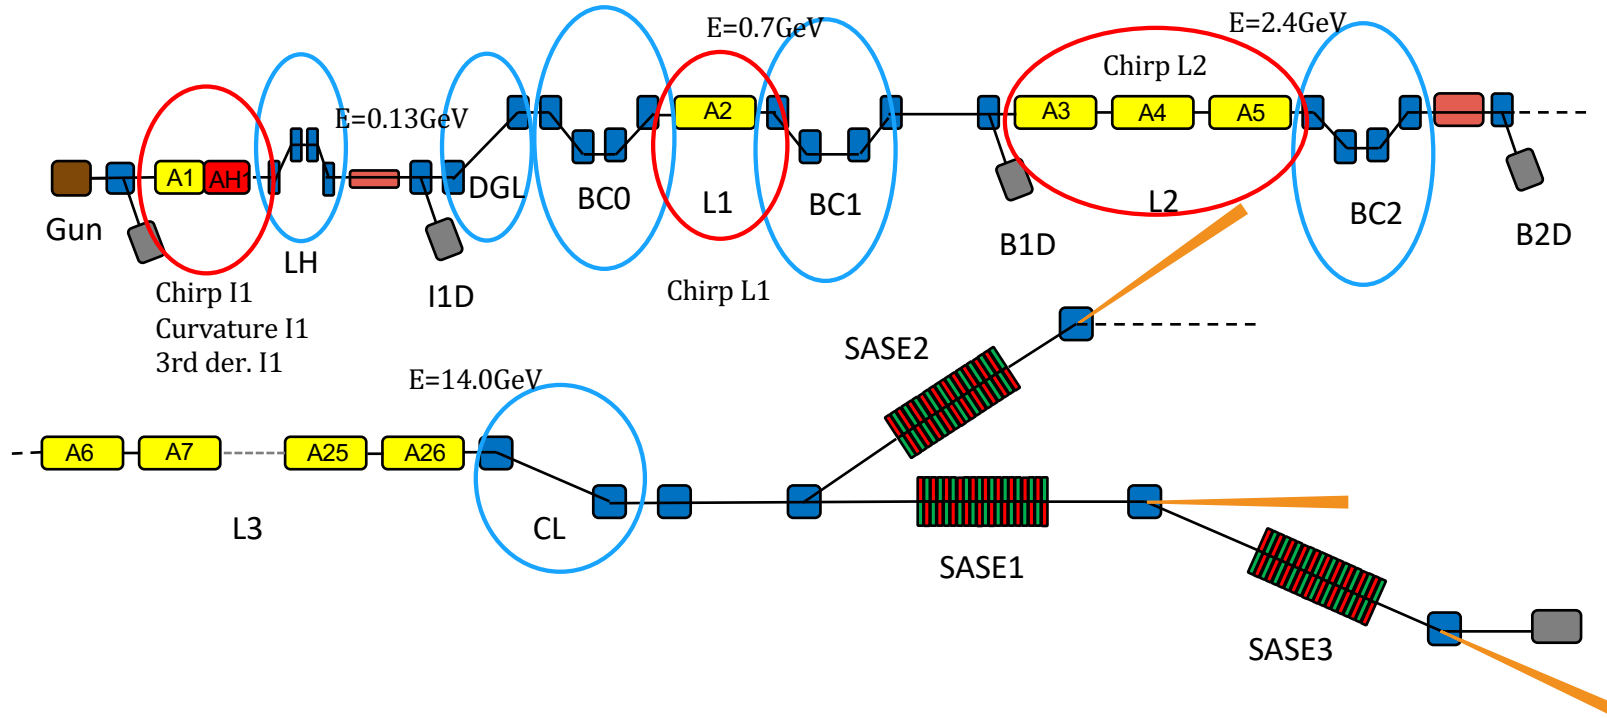 E=0.7GeV
E=2.4GeV
Chirp L2
E=0.13GeV
A2
A3
A4
A5
A1
AH1
DGL
BC0
L1
BC1
L2
BC2
Gun
LH
I1D
B1D
B2D
Chirp I1
Curvature I1
3rd der. I1
Chirp L1
SASE2
E=14.0GeV
A6
A7
A25
A26
L3
CL
SASE1
SASE3